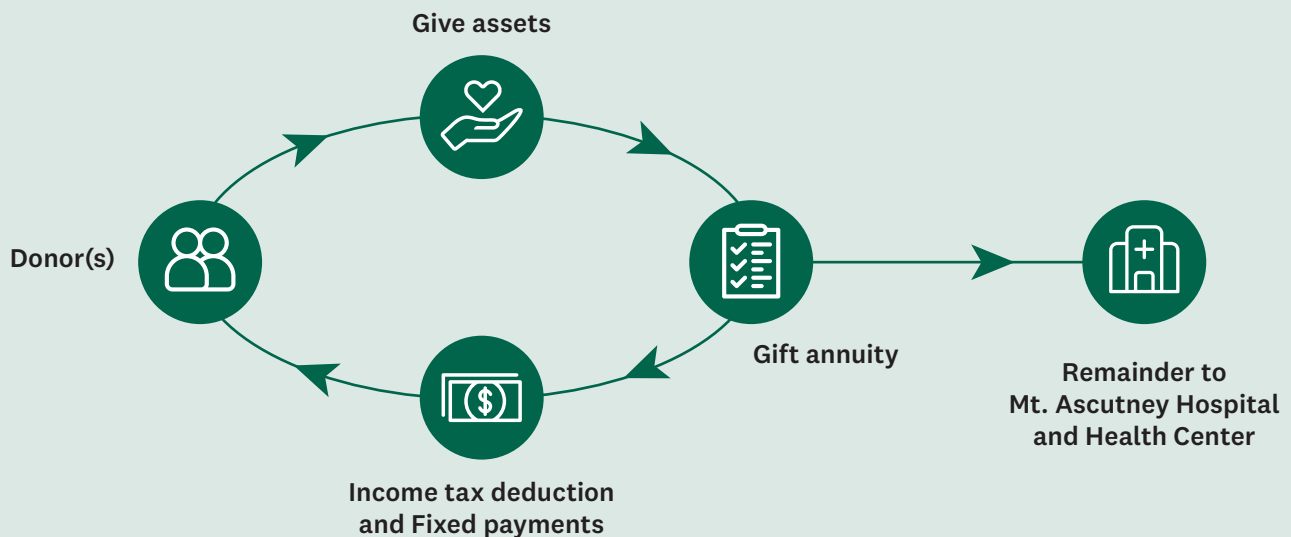 Give assets
Donor(s)
Gift annuity
Remainder to
Mt. Ascutney Hospital
and Health Center
$
Income tax deduction
and Fixed payments